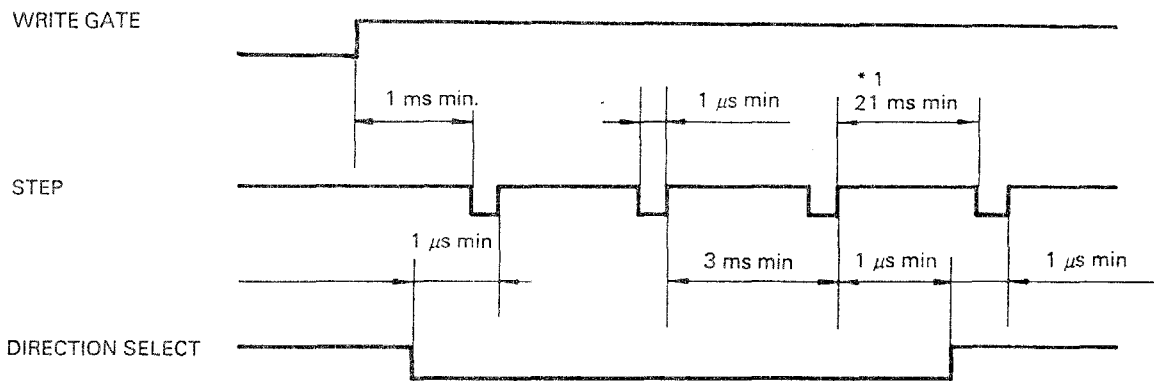 WRITE GATE
1 ms min.
1 μs min
* 1
21 ms min
STEP
1 μs min
3 ms min
1 μs min
1 μs min
DIRECTION SELECT